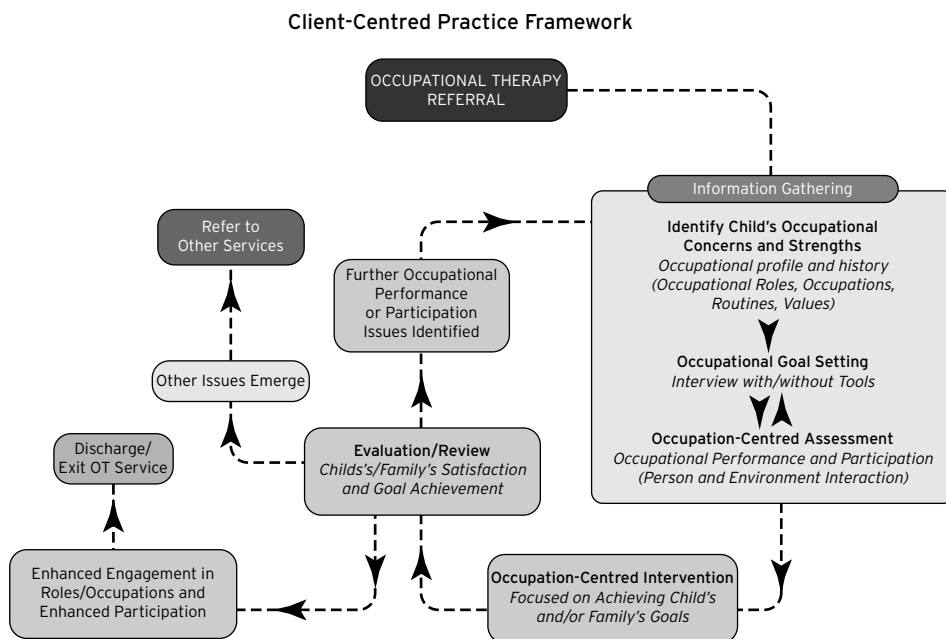 Client-Centred Practice Framework
OCCUPATIONAL THERAPY
REFERRAL
Information Gathering
Identify Child's Occupational
Concerns and Strengths
Occupational profile and history
(Occupational Roles, Occupations,
Routines, Values)
Occupational Goal Setting
Interview with/without Tools
Occupation-Centred Assessment
Occupational Performance and Participation
(Person and Environment Interaction)
Refer to
Other Services
Further Occupational
Performance
or Participation
Issues Identified
Other Issues Emerge
Discharge/
Exit OT Service
Evaluation/Review
Childs's/Family's Satisfaction
and Goal Achievement
Enhanced Engagement in
Roles/Occupations and
Enhanced Participation
Occupation-Centred Intervention
Focused on Achieving Child's
and/or Family's Goals